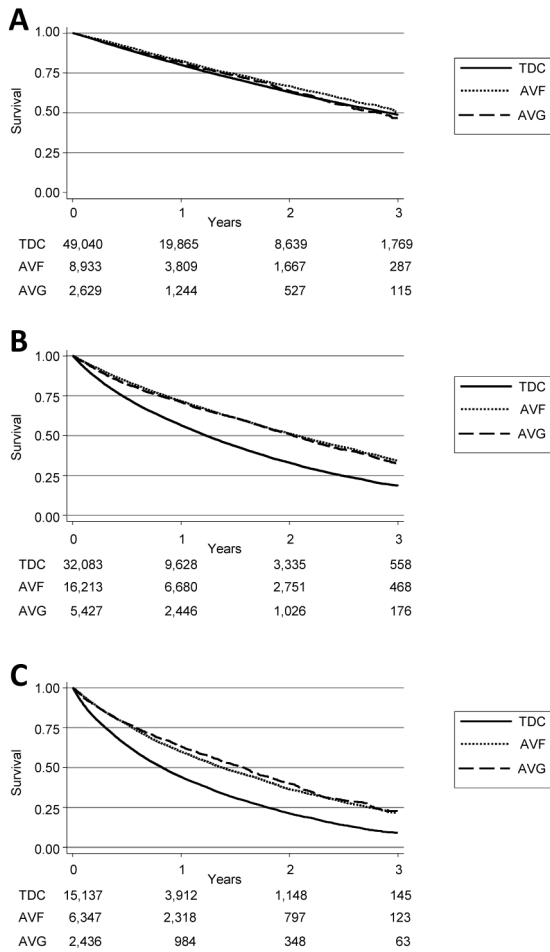 A
1.00
0.75
0.50
0.25
0.00
Survival
0 1 2 3
Years
TDC
AVF
AVG
TDC 49,040 19,865 8,639 1,769
AVF 8,933 3,809 1,667 287
AVG 2,629 1,244 527 115
B
1.00
0.75
0.50
0.25
0.00
Survival
0 1 2 3
Years
TDC
AVF
AVG
TDC 32,083 9,628 3,335 558
AVF 16,213 6,680 2,751 468
AVG 5,427 2,446 1,026 176
C
1.00
0.75
0.50
0.25
0.00
Survival
0 1 2 3
Years
TDC
AVF
AVG
TDC 15,137 3,912 1,148 145
AVF 6,347 2,318 797 123
AVG 2,436 984 348 63